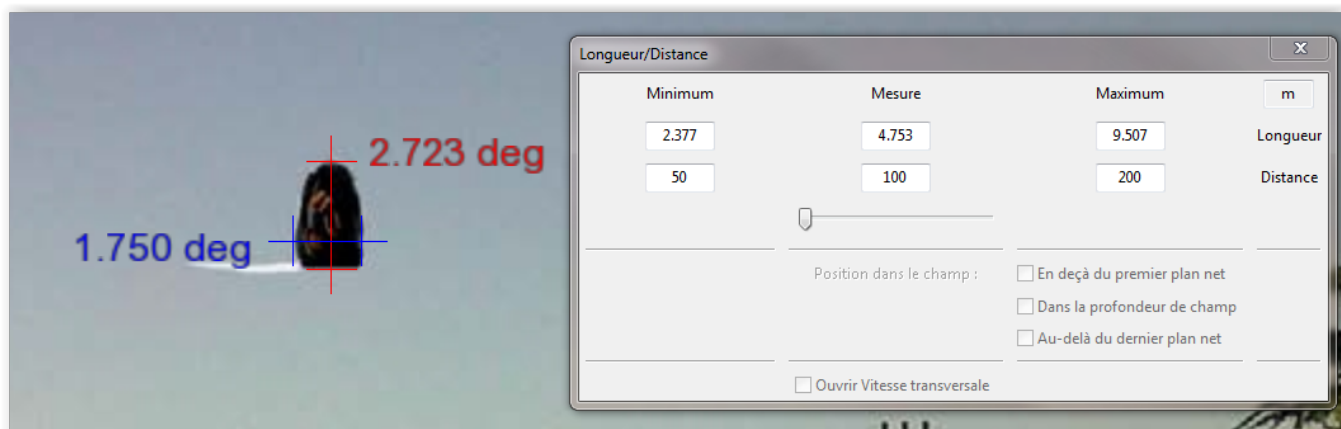 2.723 deg
1.750 deg
Longueur/Distance
Minimum Mesure Maximum m
2.377 4.753 9.507 Longueur
50 100 200 Distance
Position dans le champ : En deçà du premier plan net
Dans la profondeur de champ
Au-delà du dernier plan net
Ouvrir Vitesse transversale